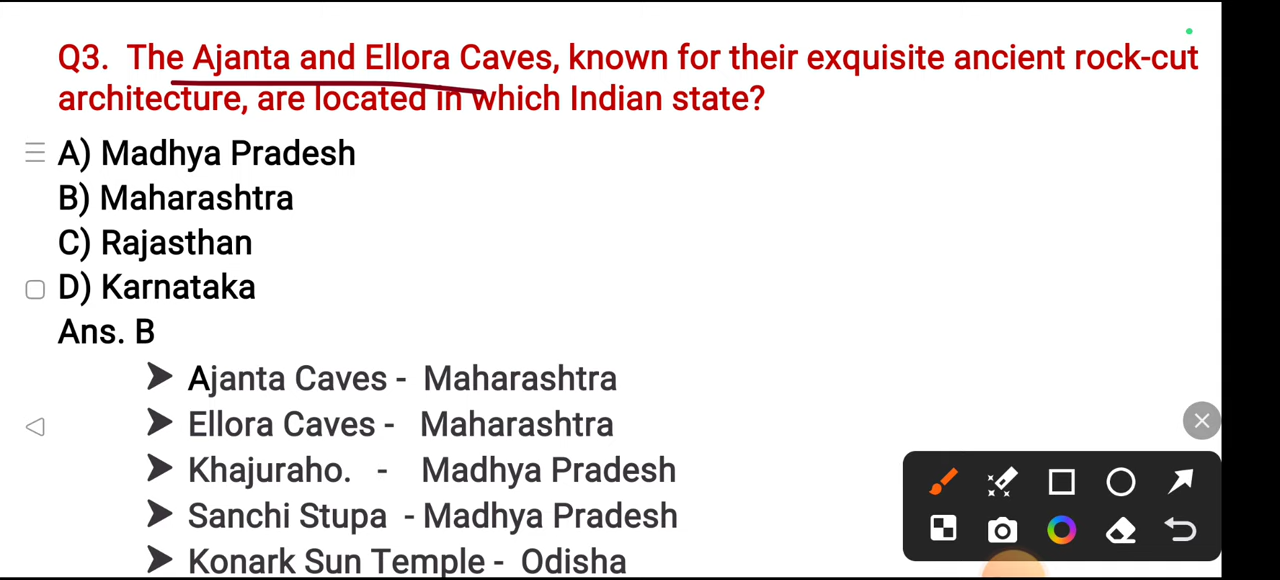 Q3. The Ajanta and Ellora Caves, known for their exquisite ancient rock-cut
architecture, are located in which Indian state?
A) Madhya Pradesh
B) Maharashtra
C) Rajasthan
D) Karnataka
Ans. B
Ajanta Caves - Maharashtra
Ellora Caves - Maharashtra
Khajuraho. - Madhya Pradesh
Sanchi Stupa - Madhya Pradesh
Konark Sun Temple - Odisha